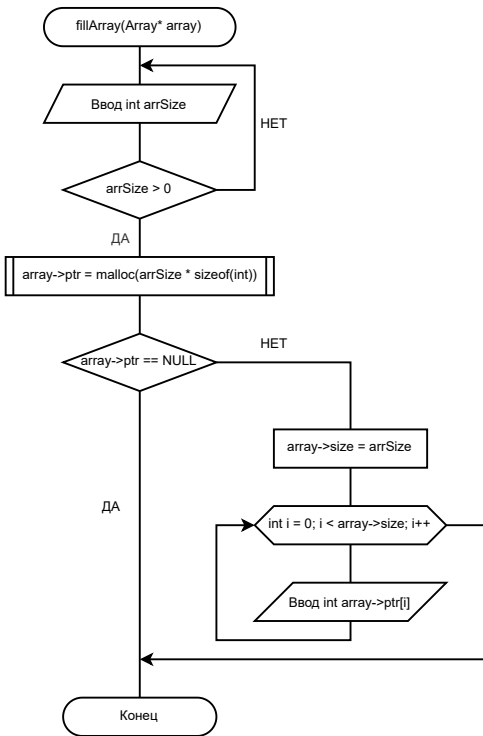 fillArray(Array* array)
Ввод int arrSize
НЕТ
arrSize > 0
ДА
array->ptr = malloc(arrSize * sizeof(int))
НЕТ
array->ptr == NULL
array->size = arrSize
ДА
int i = 0; i < array->size; i++
Ввод int array->ptr[i]
Конец